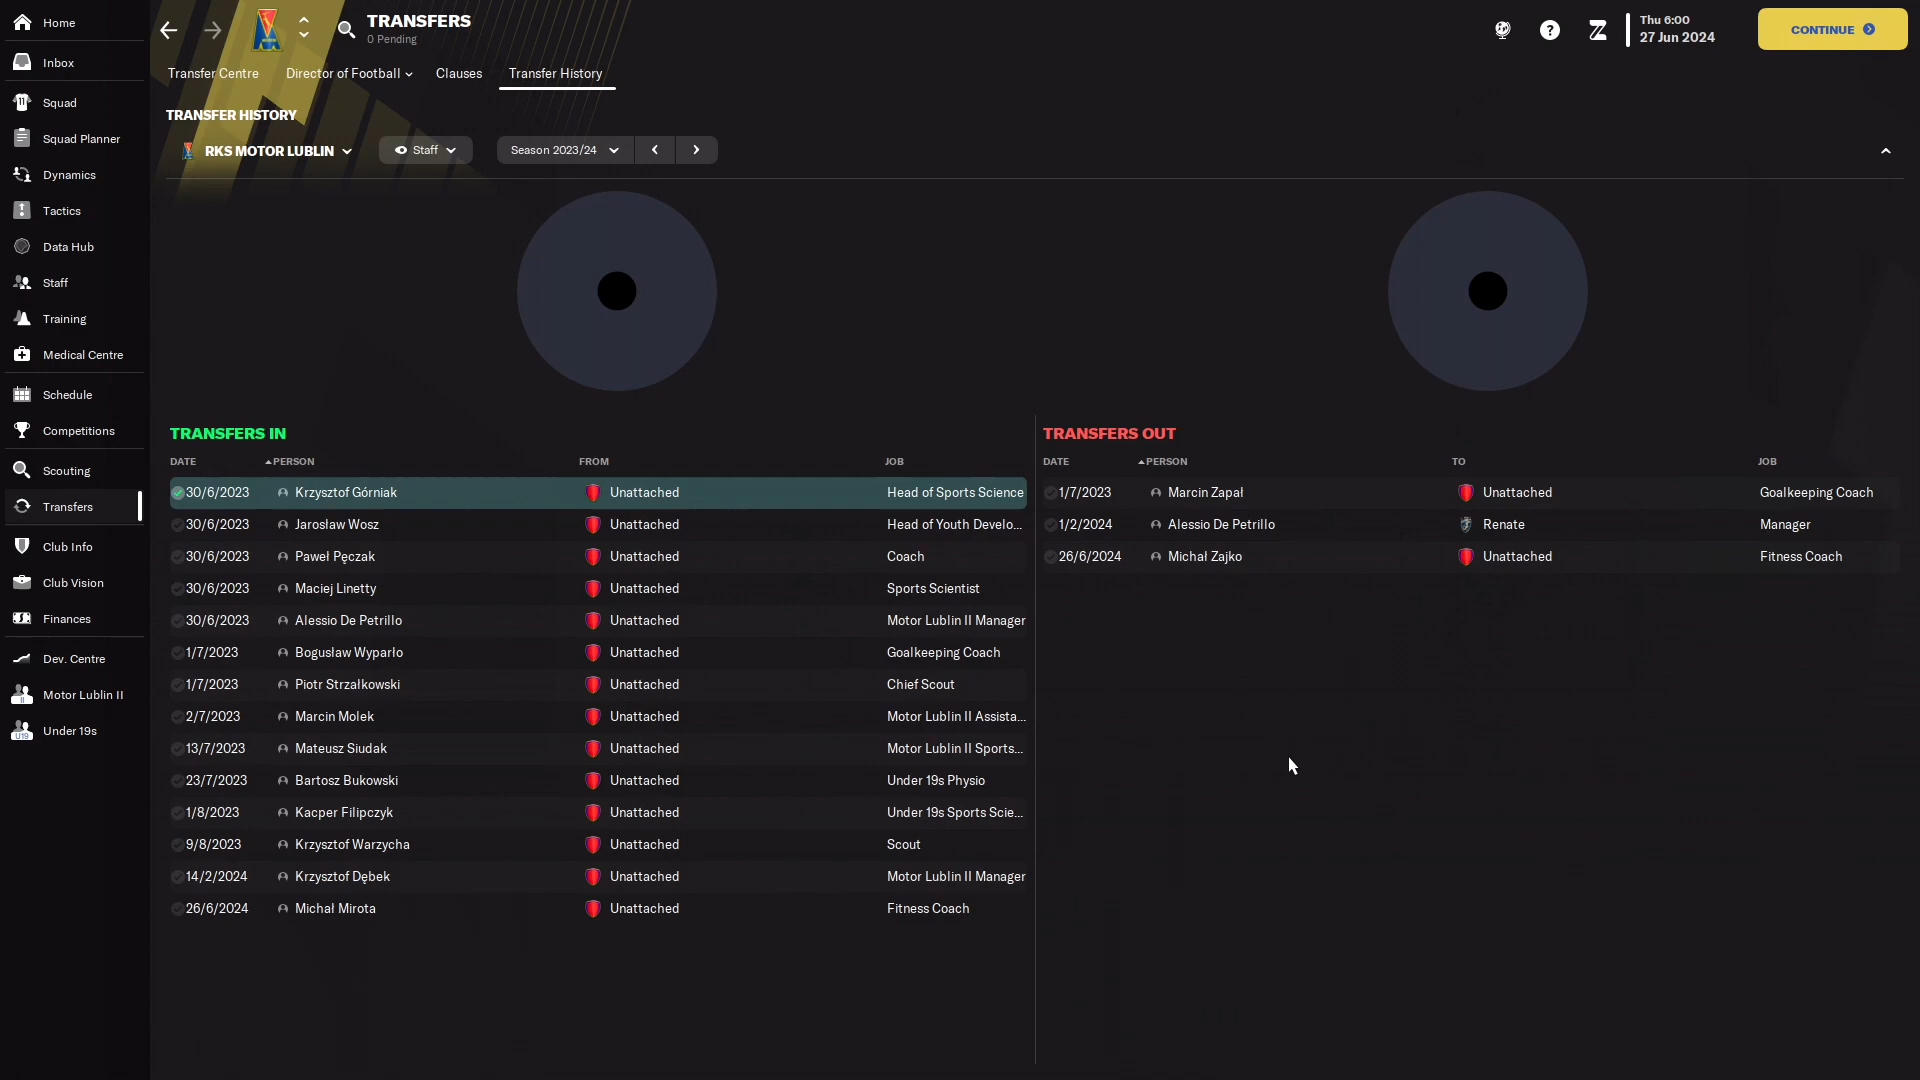 Home
Inbox
Squad
Squad Planner
Dynamics
Tactics
Data Hub
Staff
Training
Medical Centre
Schedule
Competitions
Scouting
Transfers
Club Info
Club Vision
Finances
Dev. Centre
Motor Lublin II
Under 19s
TRANSFERS
0 Pending
Thu 6:00
27 Jun 2024
CONTINUE
Transfer Centre
Director of Football
Clauses
Transfer History
TRANSFER HISTORY
RKS MOTOR LUBLIN
Staff
Season 2023/24
TRANSFERS IN
DATE PERSON FROM JOB
30/6/2023 Krzysztof Górniak Unattached Head of Sports Science
30/6/2023 Jarosław Wosz Unattached Head of Youth Develo...
30/6/2023 Paweł Pęczak Unattached Coach
30/6/2023 Maciej Linetty Unattached Sports Scientist
30/6/2023 Alessio De Petrillo Unattached Motor Lublin II Manager
1/7/2023 Bogusław Wyparło Unattached Goalkeeping Coach
1/7/2023 Piotr Strzałkowski Unattached Chief Scout
2/7/2023 Marcin Molek Unattached Motor Lublin II Assista...
13/7/2023 Mateusz Siudak Unattached Motor Lublin II Sports...
23/7/2023 Bartosz Bukowski Unattached Under 19s Physio
1/8/2023 Kacper Filipczyk Unattached Under 19s Sports Scie...
9/8/2023 Krzysztof Warzycha Unattached Scout
14/2/2024 Krzysztof Dębek Unattached Motor Lublin II Manager
26/6/2024 Michał Mirota Unattached Fitness Coach
TRANSFERS OUT
DATE PERSON TO JOB
1/7/2023 Marcin Zapał Unattached Goalkeeping Coach
1/2/2024 Alessio De Petrillo Renate Manager
26/6/2024 Michał Zajko Unattached Fitness Coach